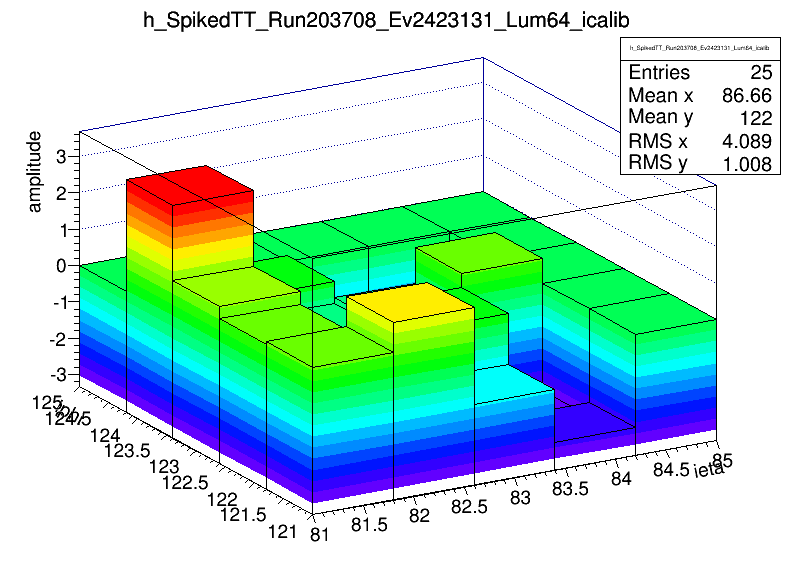 h_SpikedTT_Run203708_Ev2423131_Lum64_icalib
h_SpikedTT_Run203708_Ev2423131_Lum64_icalib
Entries 25
Mean x 86.66
Mean y 122
RMS x 4.089
RMS y 1.008
amplitude
3
2
1
0
-1
-2
-3
125
124.5
124
123.5
123
122.5
122
121.5
121
81
81.5
82
82.5
83
83.5
84
84.5
85
ieta